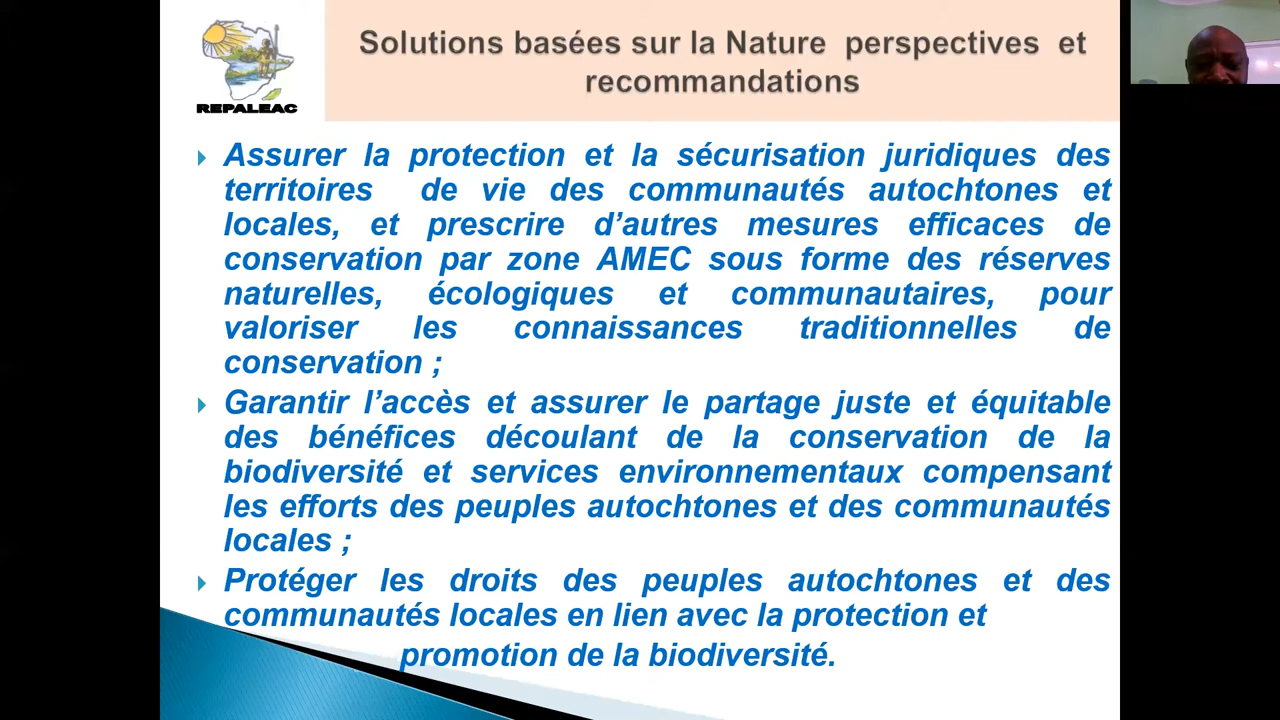 REPALEAC
Solutions basées sur la Nature perspectives et
recommandations
Assurer la protection et la sécurisation juridiques des
territoires de vie des communautés autochtones et
locales, et prescrire d’autres mesures efficaces de
conservation par zone AMEC sous forme des réserves
naturelles, écologiques et communautaires, pour
valoriser les connaissances traditionnelles de
conservation ;
Garantir l’accès et assurer le partage juste et équitable
des bénéfices découlant de la conservation de la
biodiversité et services environnementaux compensant
les efforts des peuples autochtones et des communautés
locales ;
Protéger les droits des peuples autochtones et des
communautés locales en lien avec la protection et
promotion de la biodiversité.